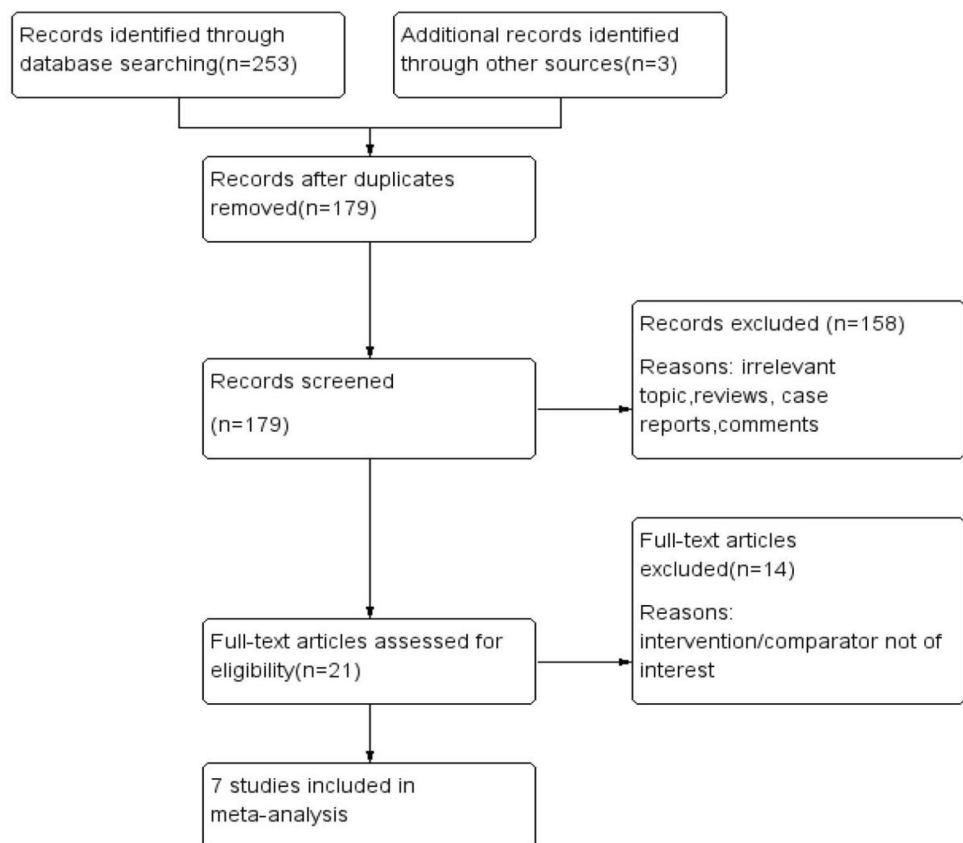 Records identified through
database searching(n=253)
Additional records identified
through other sources(n=3)
Records after duplicates
removed(n=179)
Records screened
(n=179)
Records excluded (n=158)
Reasons: irrelevant
topic,reviews, case
reports,comments
Full-text articles assessed for
eligibility(n=21)
Full-text articles
excluded(n=14)
Reasons:
intervention/comparator not of
interest
7 studies included in
meta-analysis